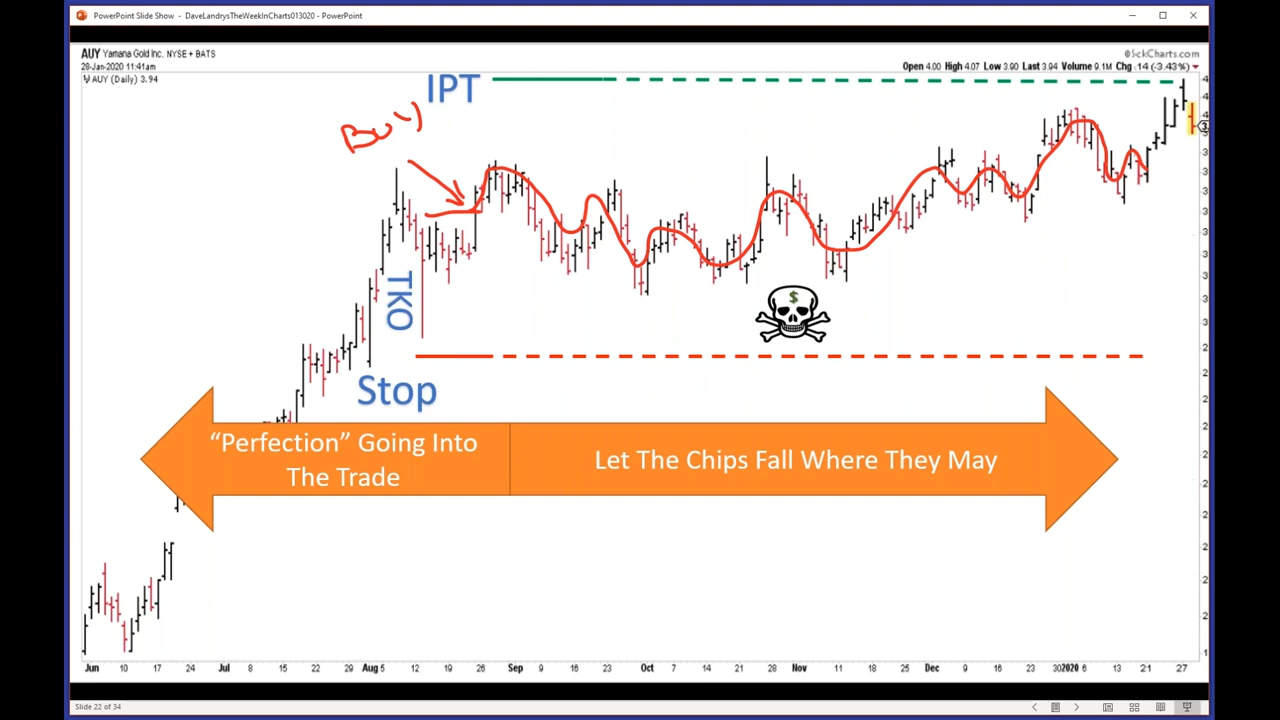 PowerPoint Slide Show - DaveLandrysTheWeekInCharts013020 - PowerPoint
AUY Yamana Gold Inc. NYSE + BATS
28-Jan-2020 11:41am
AUY (Daily) 3.94
Open 4.00 High 4.07 Low 3.90 Last 3.94 Volume 9.1M Chg -.14 (-3.43%)
IPT
BUY
TKO
$
Stop
“Perfection” Going Into
The Trade
Let The Chips Fall Where They May
Jun 10 17 24 Jul 8 15 22 29 Aug 5 12 19 26 Sep 9 16 23 Oct 7 14 21 28 Nov 11 18 25 Dec 9 16 23 30 2020 6 13 21 27
Slide 22 of 34